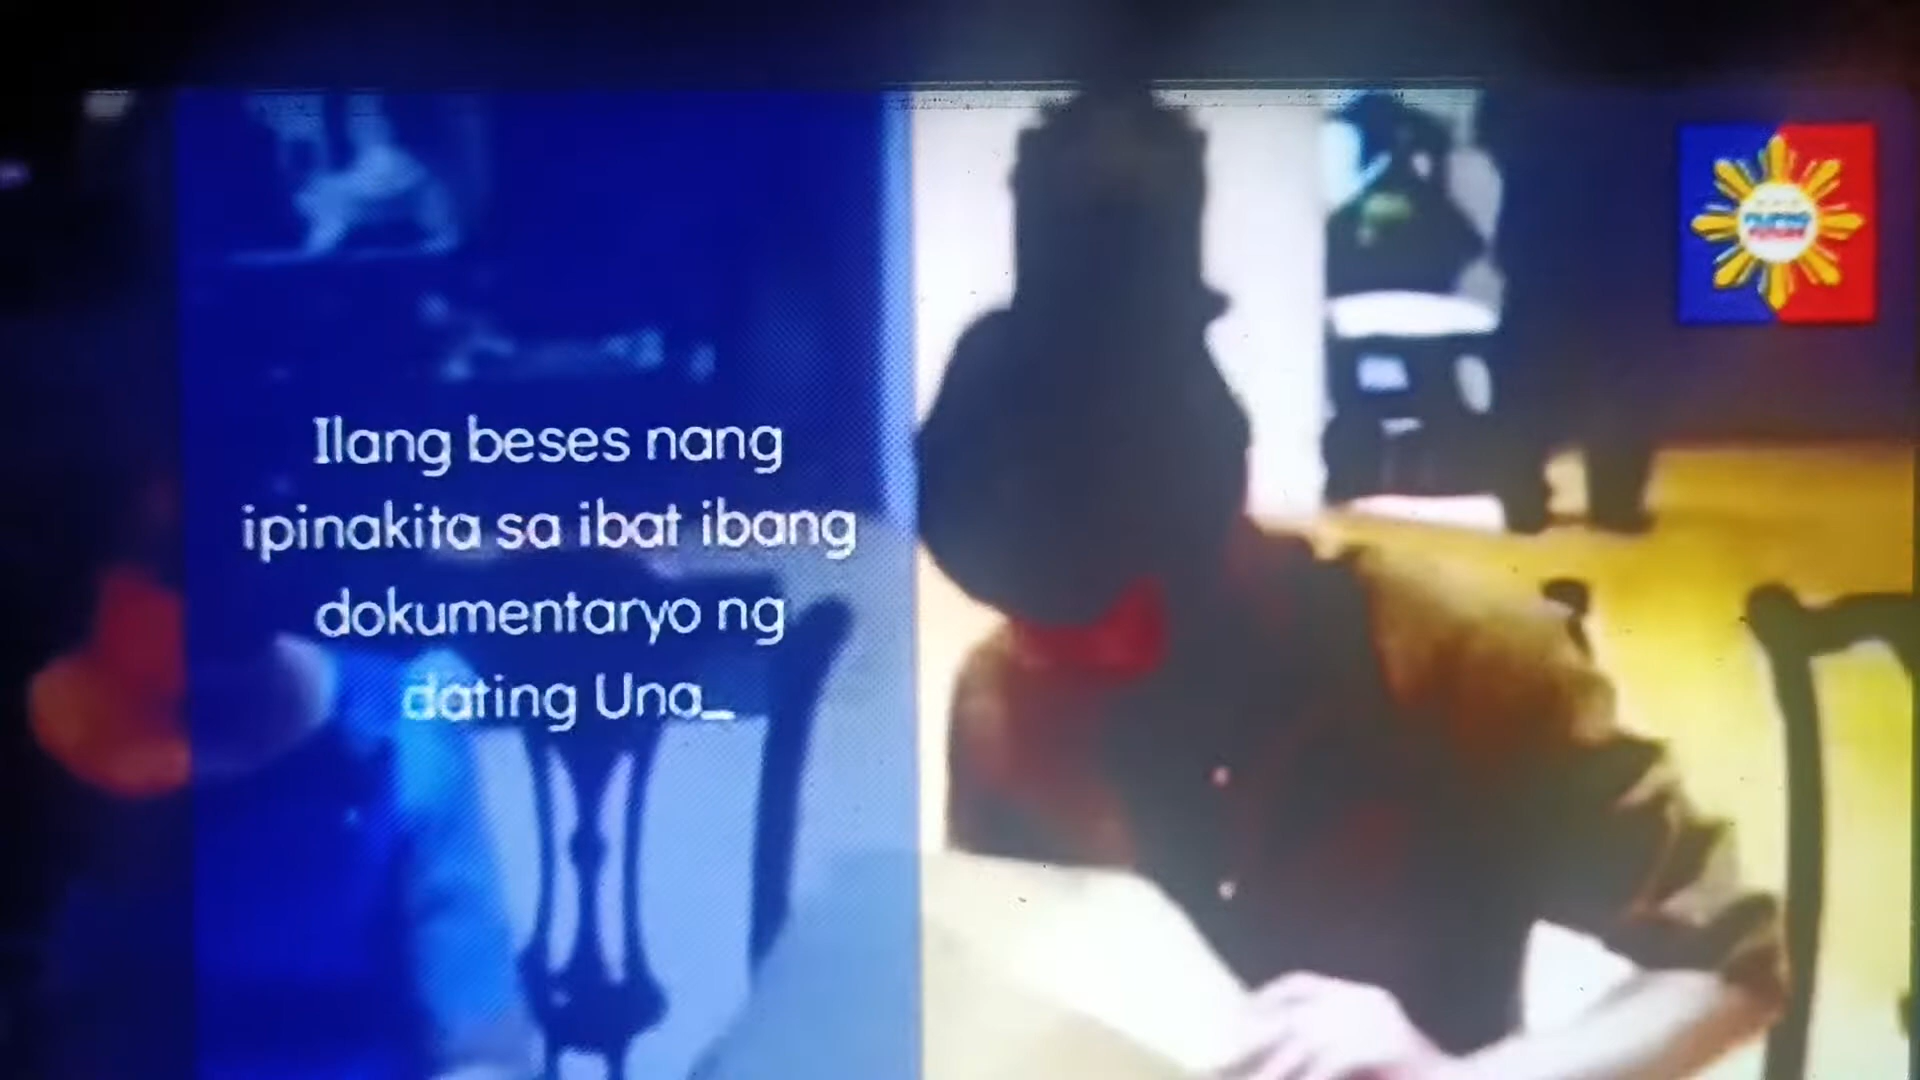 Ilang beses nang
ipinakita sa ibat ibang
dokumentaryo ng
dating Una_